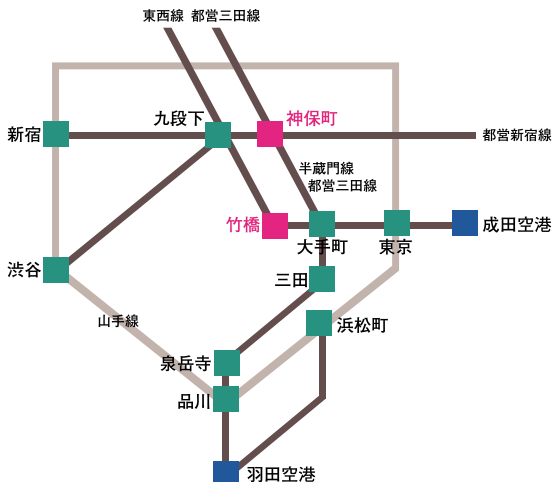 東西線 都営三田線
九段下
神保町
新宿
都営新宿線
半蔵門線
都営三田線
竹橋
成田空港
大手町
東京
渋谷
三田
山手線
浜松町
泉岳寺
品川
羽田空港